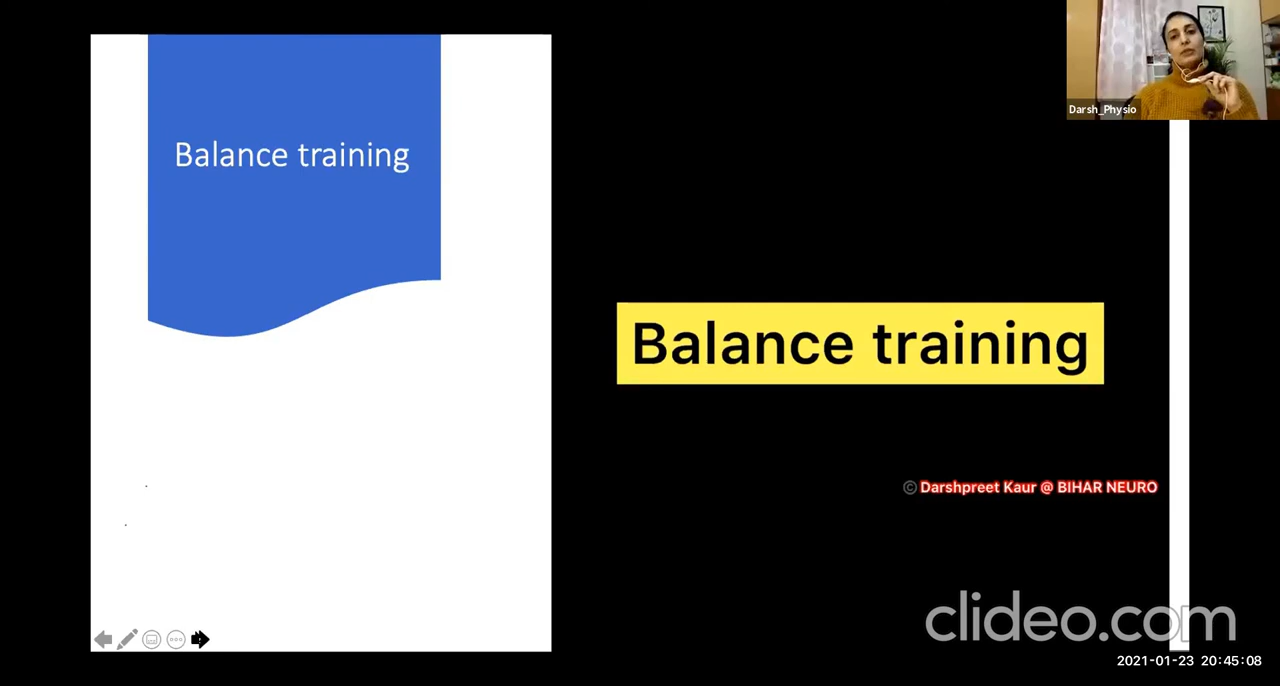 Darsh_Physio
Balance training
Balance training
© Darshpreet Kaur @ BIHAR NEURO
clideo.com
2021-01-23 20:45:08